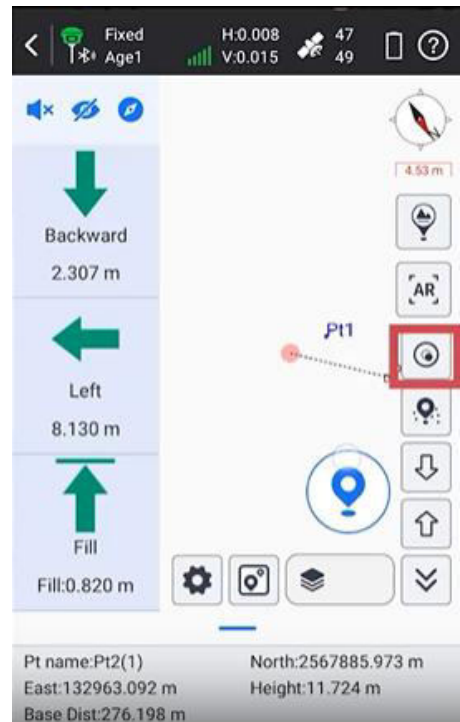 Fixed
Age1
H:0.008
V:0.015
47
49
Backward
2.307 m
Left
8.130 m
Fill
Fill:0.820 m
4.53 m
N
AR
Pt1
Pt name:Pt2(1)
North:2567885.973 m
East:132963.092 m
Height:11.724 m
Base Dist:276.198 m